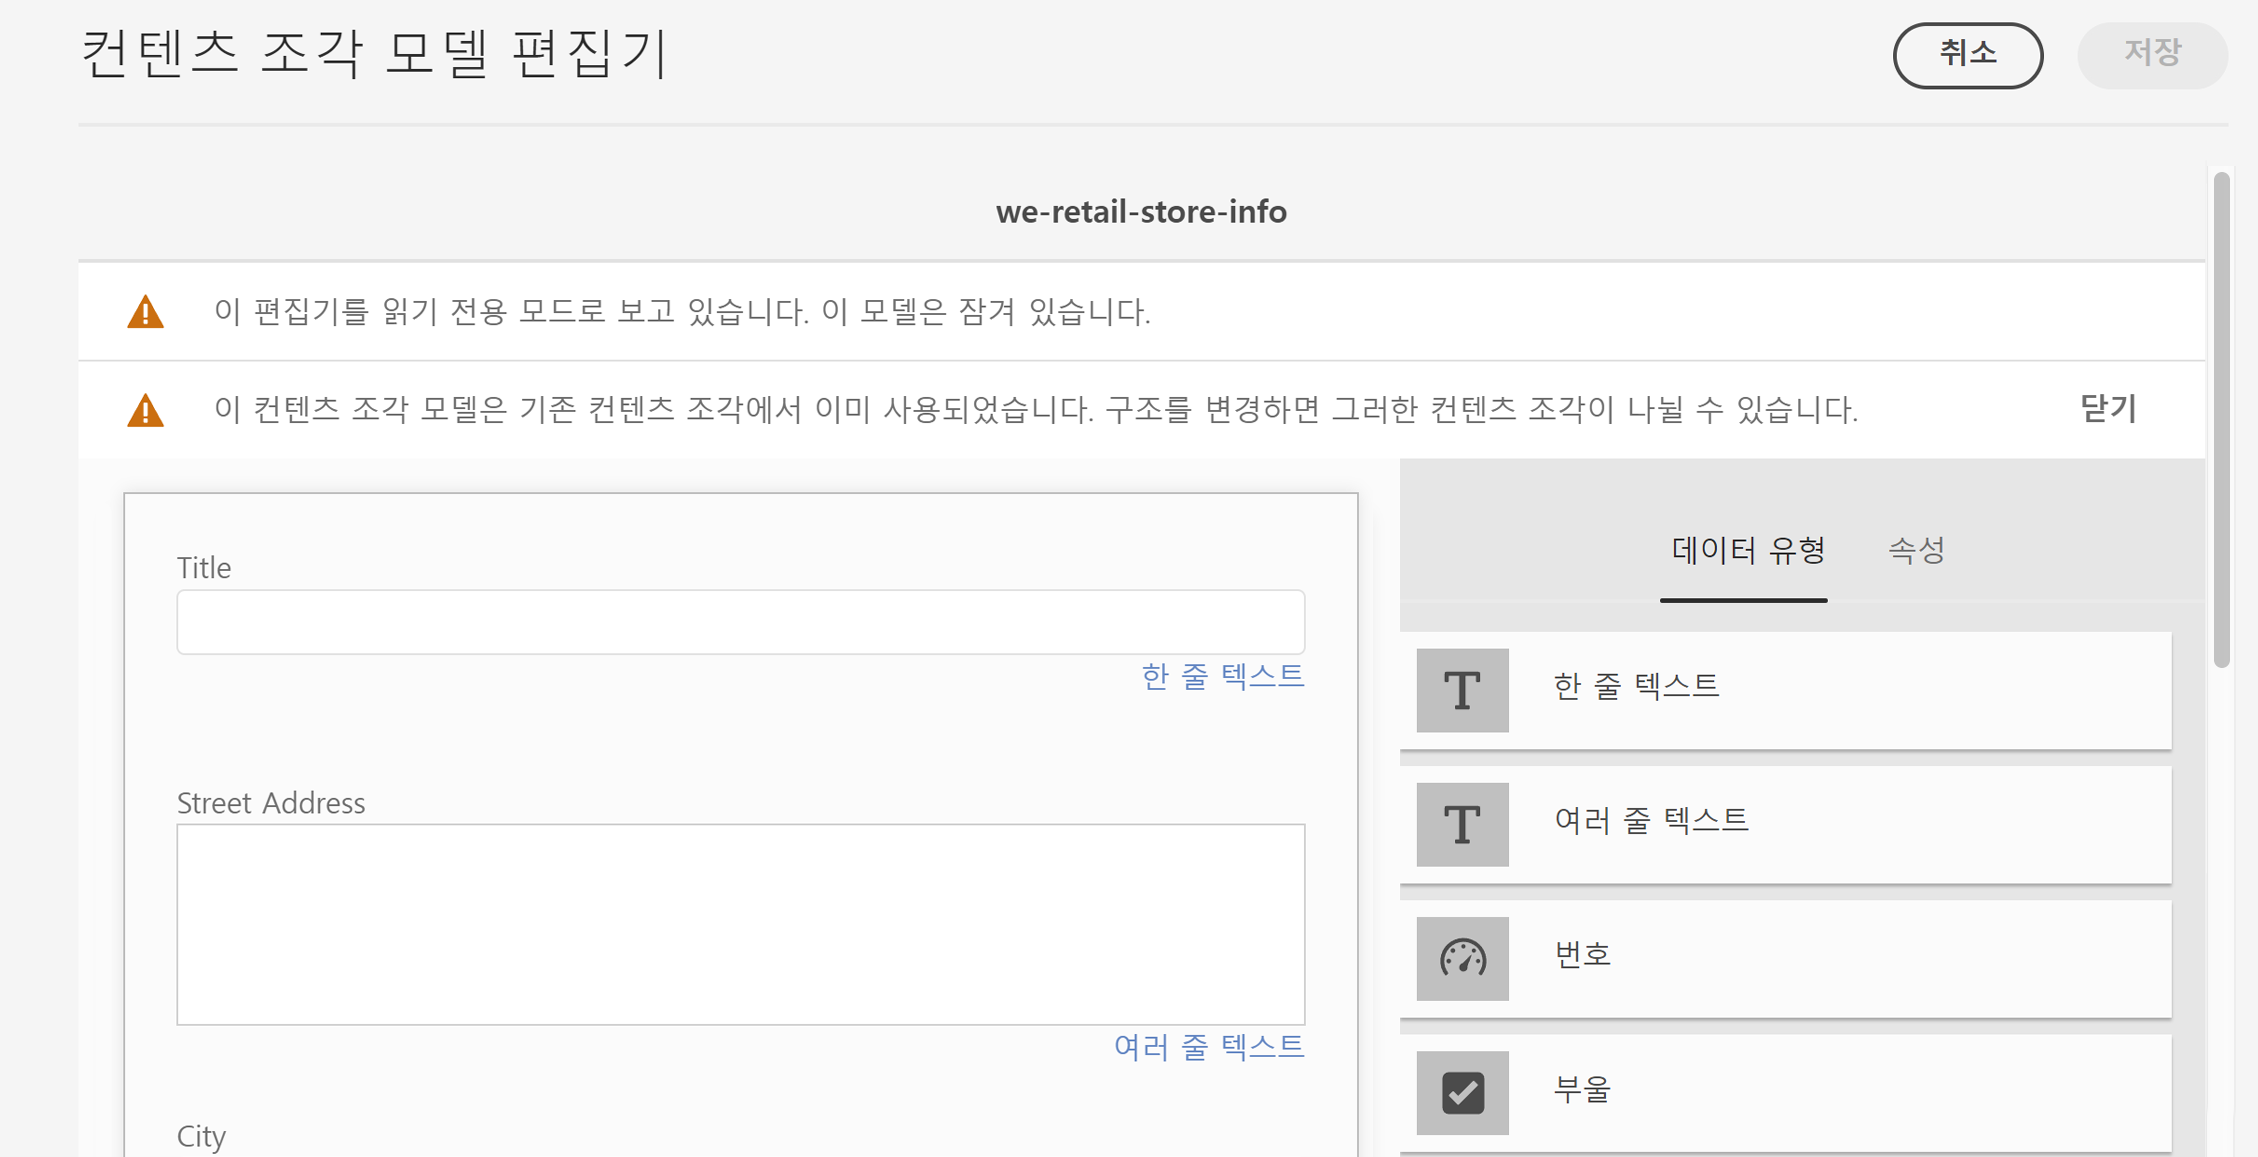 컨텐츠 조각 모델 편집기
취소
저장
we-retail-store-info
이 편집기를 읽기 전용 모드로 보고 있습니다. 이 모델은 잠겨 있습니다.
이 컨텐츠 조각 모델은 기존 컨텐츠 조각에서 이미 사용되었습니다. 구조를 변경하면 그러한 컨텐츠 조각이 나뉠 수 있습니다.
닫기
Title
한 줄 텍스트
Street Address
여러 줄 텍스트
City
데이터 유형
속성
한 줄 텍스트
여러 줄 텍스트
번호
부울